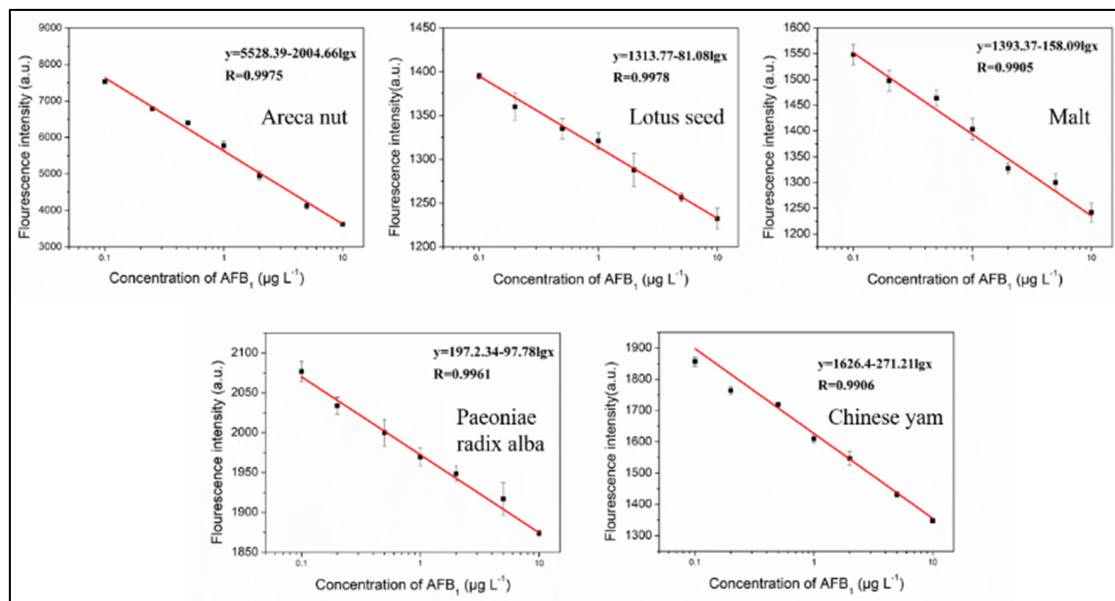 Flourescence intensity (a.u.)
9000
8000
7000
6000
5000
4000
3000
y=5528.39-2004.66lgx
R=0.9975
Areca nut
0.1
1
10
Concentration of AFB₁ (µg L⁻¹)
Flourescence intensity(a.u.)
1450
1400
1350
1300
1250
1200
y=1313.77-81.08lgx
R=0.9978
Lotus seed
0.1
1
10
Concentration of AFB₁ (µg L⁻¹)
Flourescence intensity (a.u.)
1600
1550
1500
1450
1400
1350
1300
1250
1200
y=1393.37-158.09lgx
R=0.9905
Malt
0.1
1
10
Concentration of AFB₁ (µg L⁻¹)
Flourescence intensity (a.u.)
2100
2050
2000
1950
1900
1850
y=197.2.34-97.78lgx
R=0.9961
Paeoniae
radix alba
0.1
1
10
Concentration of AFB₁ (µg L⁻¹)
Flourescence intensity(a.u.)
1900
1800
1700
1600
1500
1400
1300
y=1626.4-271.21lgx
R=0.9906
Chinese yam
0.1
1
10
Concentration of AFB₁ (µg L⁻¹)